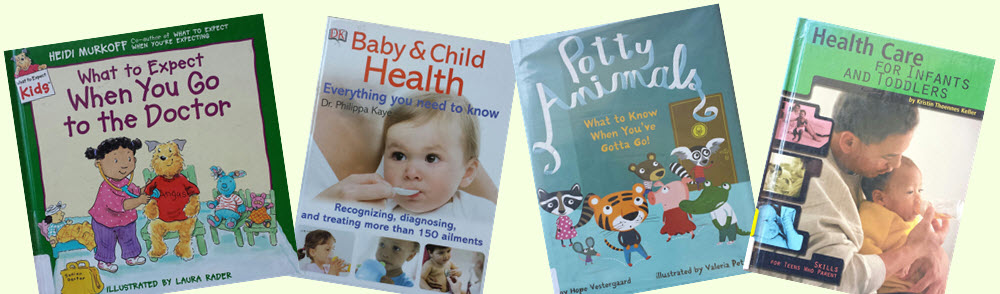 HEIDI MURKOFF Co-author of WHAT TO EXPECT WHEN YOU'RE EXPECTING
What to Expect
Kids
What to Expect
When You Go
to the Doctor
Angus
ILLUSTRATED BY LAURA RADER
DK
Baby & Child
Health
Everything you need to know
Dr. Philippa Kaye
Recognizing, diagnosing,
and treating more than 150 ailments
Potty
Animals
What to Know
When You've
Gotta Go!
by Hope Vestergaard
Illustrated by Valeria
Health Care
FOR INFANTS
AND TODDLERS
by Kristin Thoennes Keller
SKILLS
FOR TEENS WHO PARENT